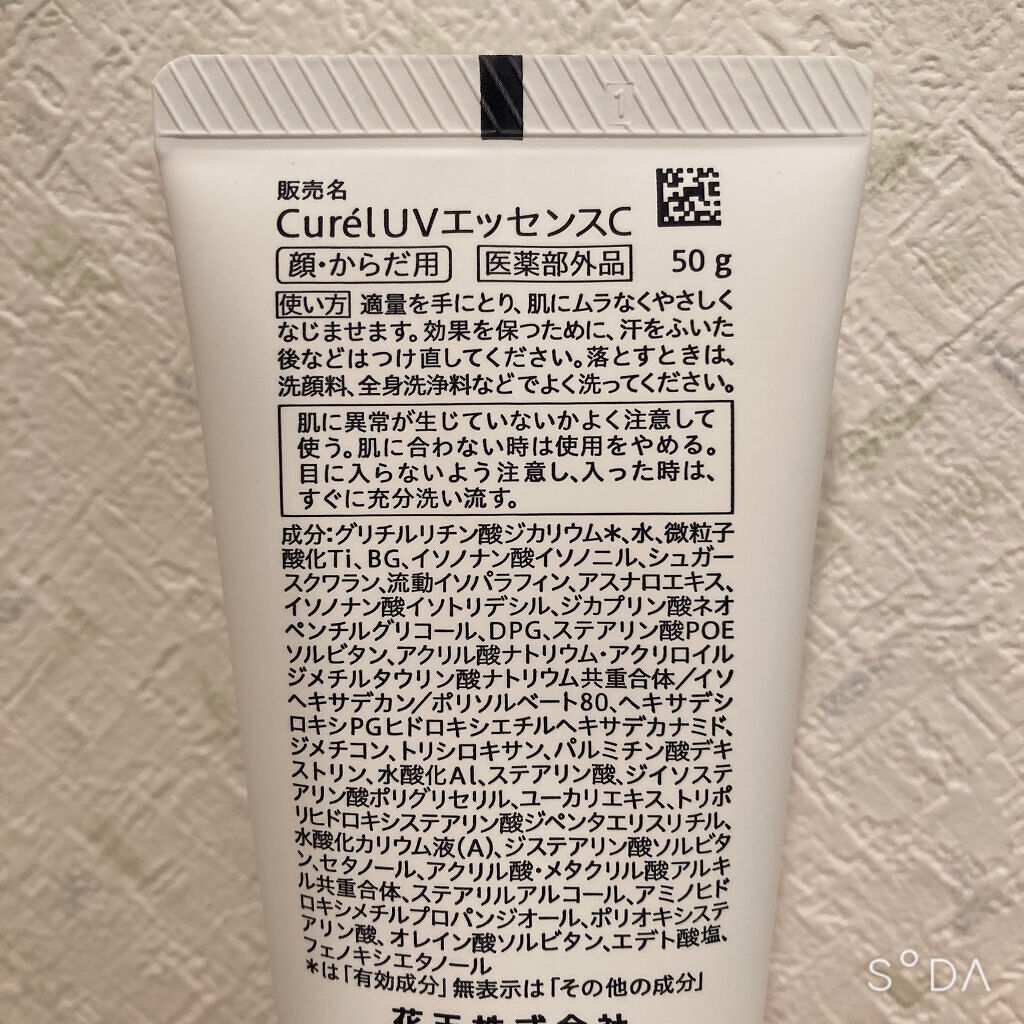 1
販売名
CurélUVエッセンスC
顔・からだ用 医薬部外品 50g
使い方 適量を手にとり、肌にムラなくやさしく
なじませます。効果を保つために、汗をふいた
後などはつけ直してください。落とすときは、
洗顔料、全身洗浄料などでよく洗ってください。
肌に異常が生じていないかよく注意して
使う。肌に合わない時は使用をやめる。
目に入らないよう注意し、入った時は、
すぐに充分洗い流す。
成分:グリチルリチン酸ジカリウム*、水、微粒子
酸化Ti、BG、イソノナン酸イソノニル、シュガー
スクワラン、流動イソパラフィン、アスナロエキス、
イソノナン酸イソトリデシル、ジカプリン酸ネオ
ペンチルグリコール、DPG、ステアリン酸POE
ソルビタン、アクリル酸ナトリウム・アクリロイル
ジメチルタウリン酸ナトリウム共重合体/イソ
ヘキサデカン/ポリソルベート80、ヘキサデシ
ロキシPGヒドロキシエチルヘキサデカナミド、
ジメチコン、トリシロキサン、パルミチン酸デキ
ストリン、水酸化Al、ステアリン酸、ジイソステ
アリン酸ポリグリセリル、ユーカリエキス、トリポ
リヒドロキシステアリン酸ジペンタエリスリチル、
水酸化カリウム液(A)、ジステアリン酸ソルビタ
ン、セタノール、アクリル酸・メタクリル酸アルキ
ル共重合体、ステアリルアルコール、アミノヒド
ロキシメチルプロパンジオール、ポリオキシステ
アリン酸、オレイン酸ソルビタン、エデト酸塩、
フェノキシエタノール
*は「有効成分」無表示は「その他の成分」
花王株式会社
SODA